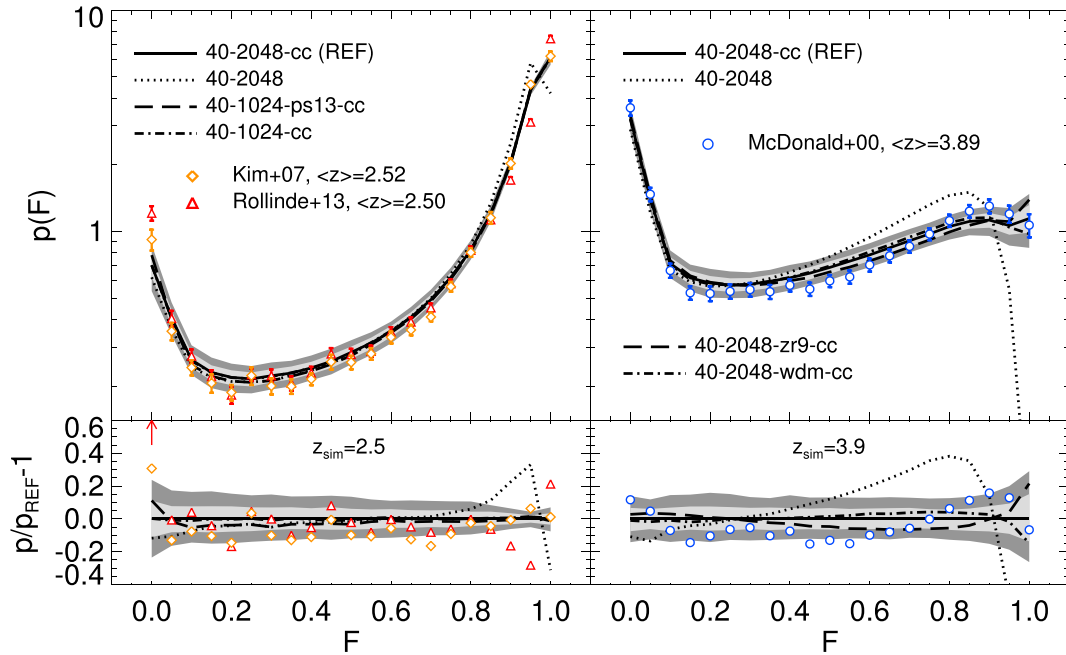 10
1
p(F)
40-2048-cc (REF)
40-2048
40-1024-ps13-cc
40-1024-cc
Kim+07, <z>=2.52
Rollinde+13, <z>=2.50
40-2048-cc (REF)
40-2048
McDonald+00, <z>=3.89
40-2048-zr9-cc
40-2048-wdm-cc
0.6
0.4
0.2
0.0
-0.2
-0.4
p/pREF-1
zsim=2.5
zsim=3.9
0.0 0.2 0.4 0.6 0.8 1.0
0.0 0.2 0.4 0.6 0.8 1.0
F
F